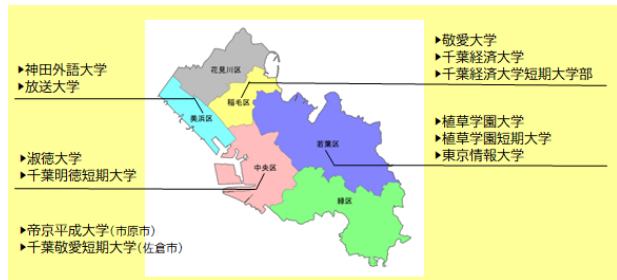 ▶神田外語大学
▶放送大学
▶淑徳大学
▶千葉明徳短期大学
▶帝京平成大学(市原市)
▶千葉敬愛短期大学(佐倉市)
花見川区
稲毛区
美浜区
中央区
若葉区
緑区
▶敬愛大学
▶千葉経済大学
▶千葉経済大学短期大学部
▶植草学園大学
▶植草学園短期大学
▶東京情報大学